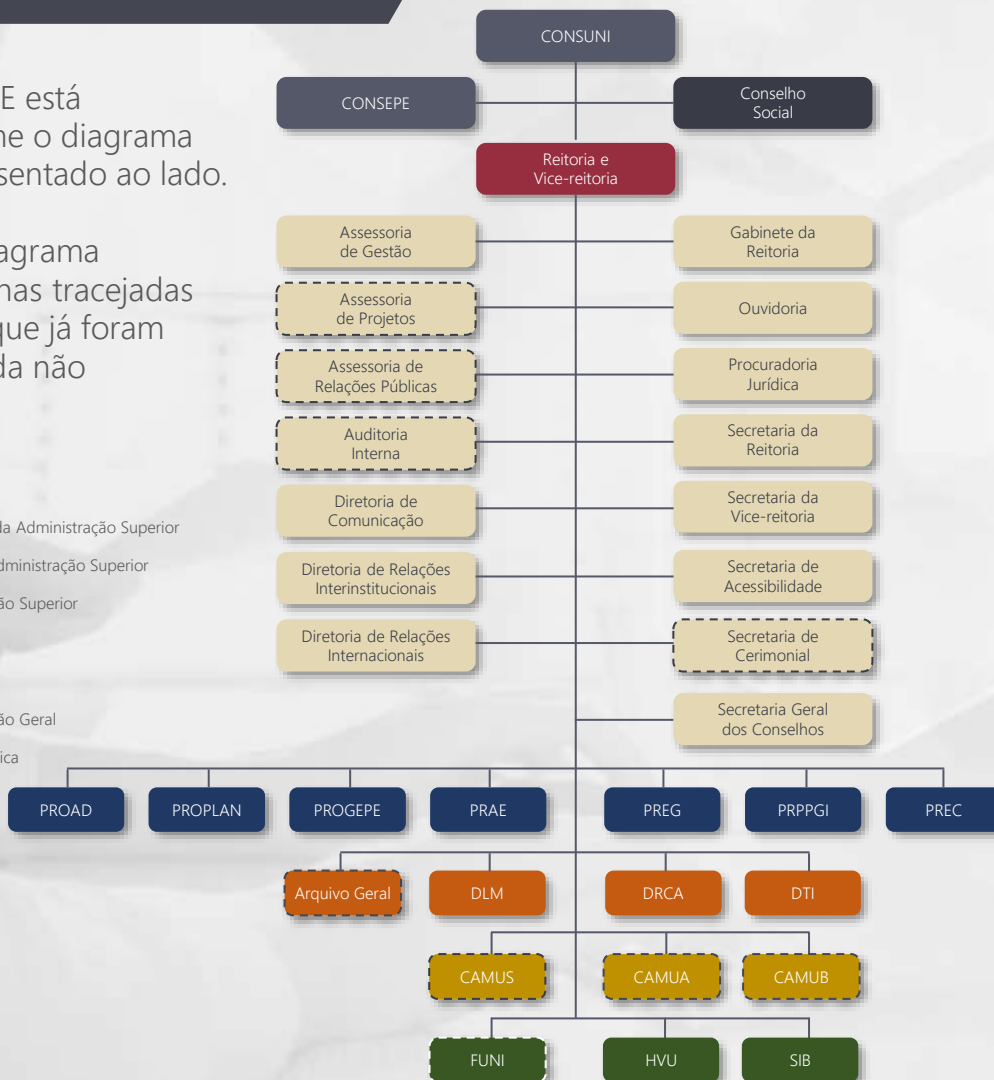 E está
ne o diagrama
sentado ao lado.
agrama
nas tracejadas
que já foram
da não
da Administração Superior
dministração Superior
ão Superior
ão Geral
ica
CONSUNI
CONSEPE
Conselho
Social
Reitoria e
Vice-reitoria
Assessoria
de Gestão
Gabinete da
Reitoria
Assessoria
de Projetos
Ouvidoria
Assessoria de
Relações Públicas
Procuradoria
Jurídica
Auditoria
Interna
Secretaria da
Reitoria
Diretoria de
Comunicação
Secretaria da
Vice-reitoria
Diretoria de Relações
Interinstitucionais
Secretaria de
Acessibilidade
Diretoria de Relações
Internacionais
Secretaria de
Cerimonial
Secretaria Geral
dos Conselhos
PROAD
PROPLAN
PROGEPE
PRAE
PREG
PRPPGI
PREC
Arquivo Geral
DLM
DRCA
DTI
CAMUS
CAMUA
CAMUB
FUNI
HVU
SIB